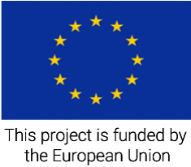 This project is funded by
the European Union